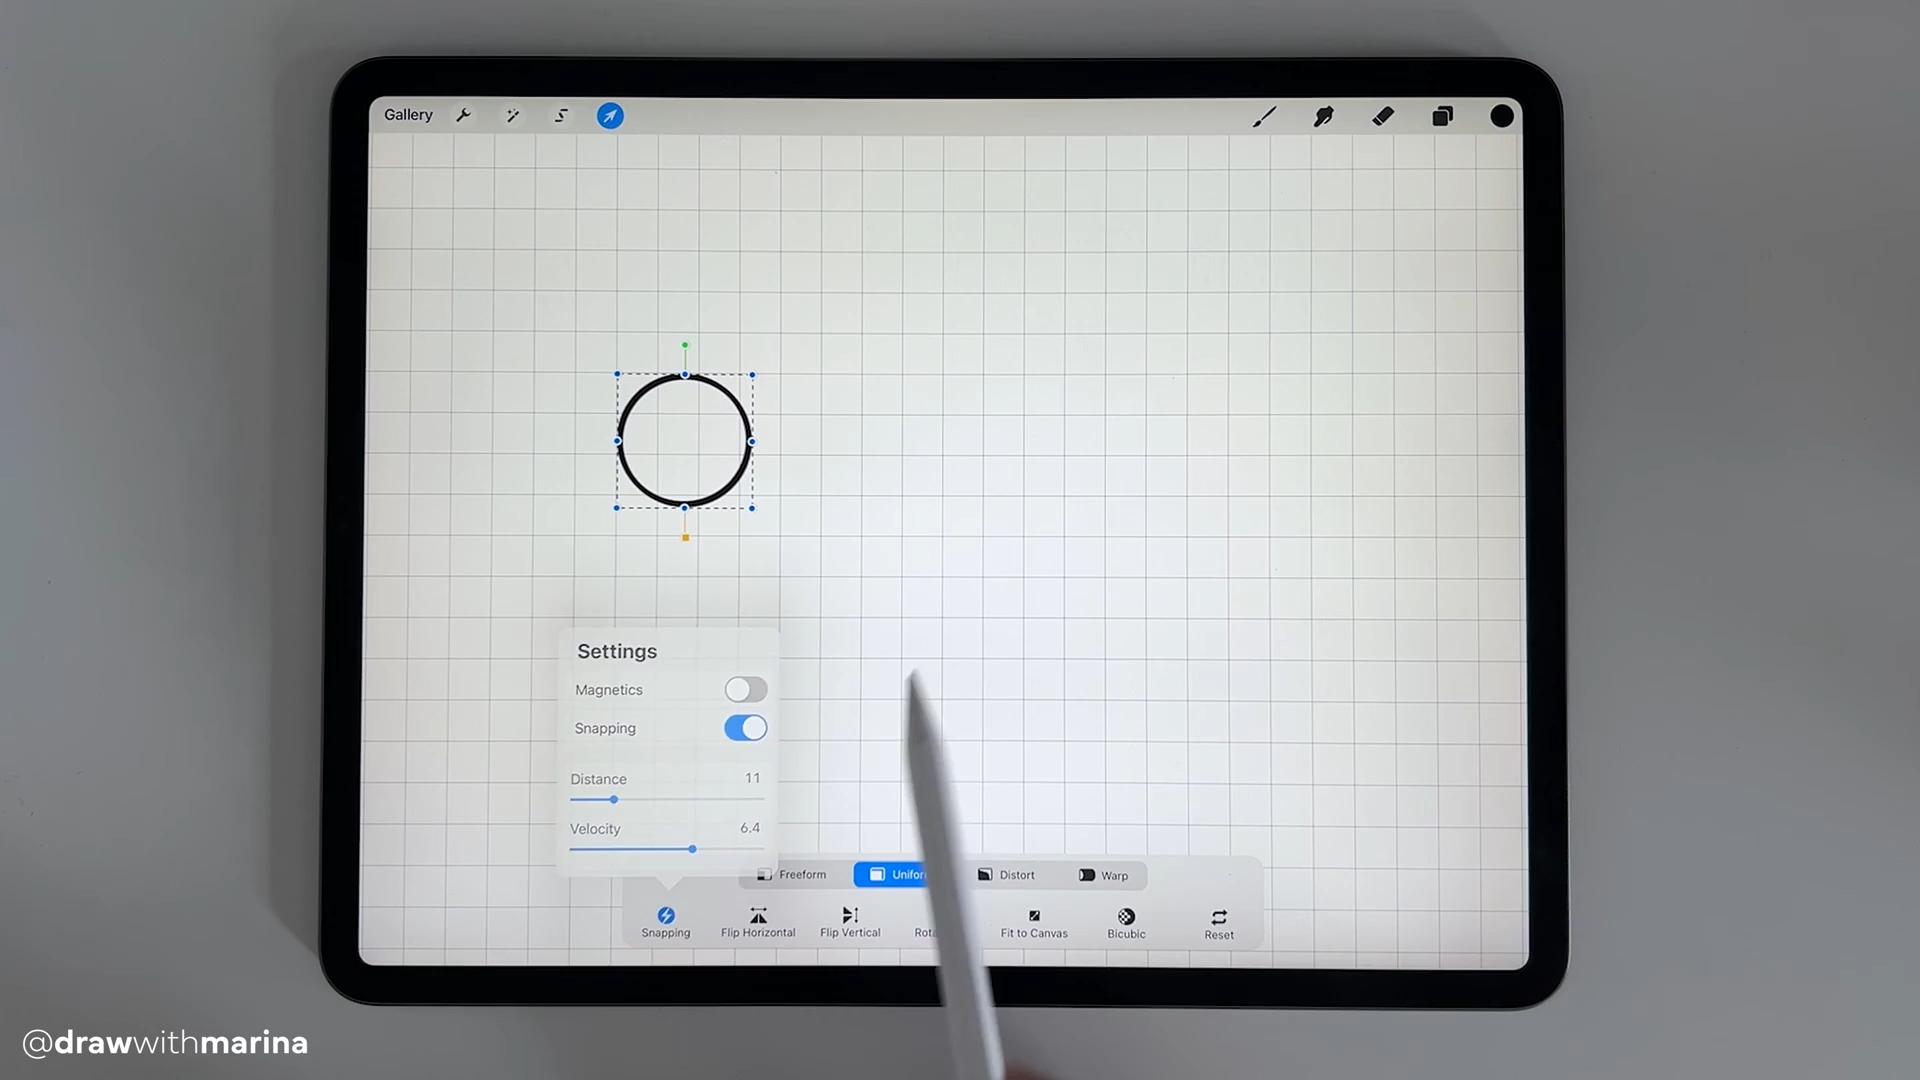 Gallery
Settings
Magnetics
Snapping
Distance 11
Velocity 6.4
Freeform Distort Warp
Snapping Flip Horizontal Flip Vertical Fit to Canvas Bicubic Reset
@drawwithmarina